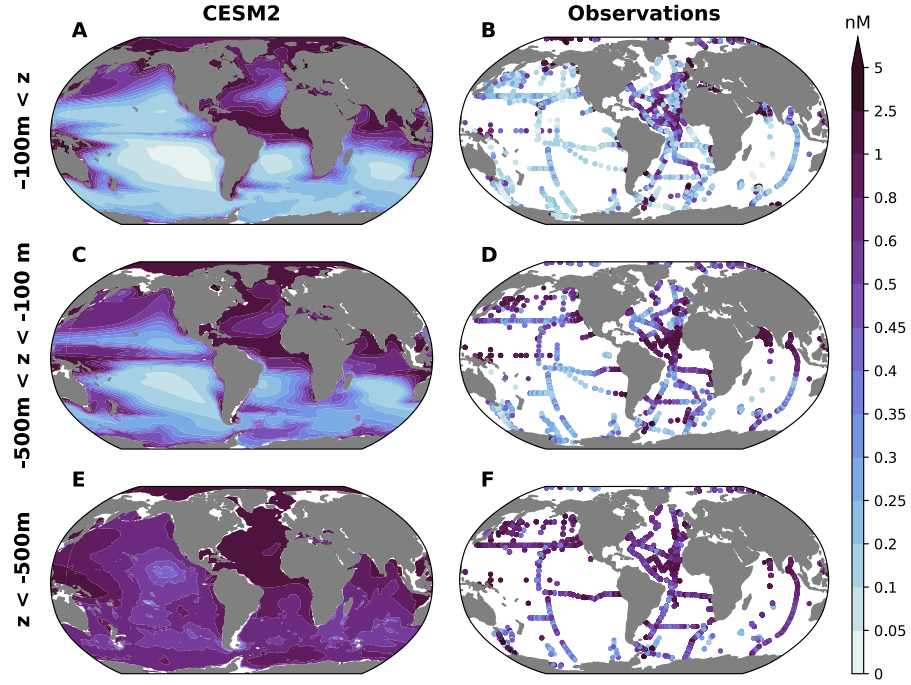 CESM2
Observations
nM
A
B
-100m < z
5
2.5
1
0.8
0.6
0.5
0.45
0.4
0.35
0.3
0.25
0.2
0.1
0.05
0
C
D
-500m < z < -100 m
E
F
z < -500m